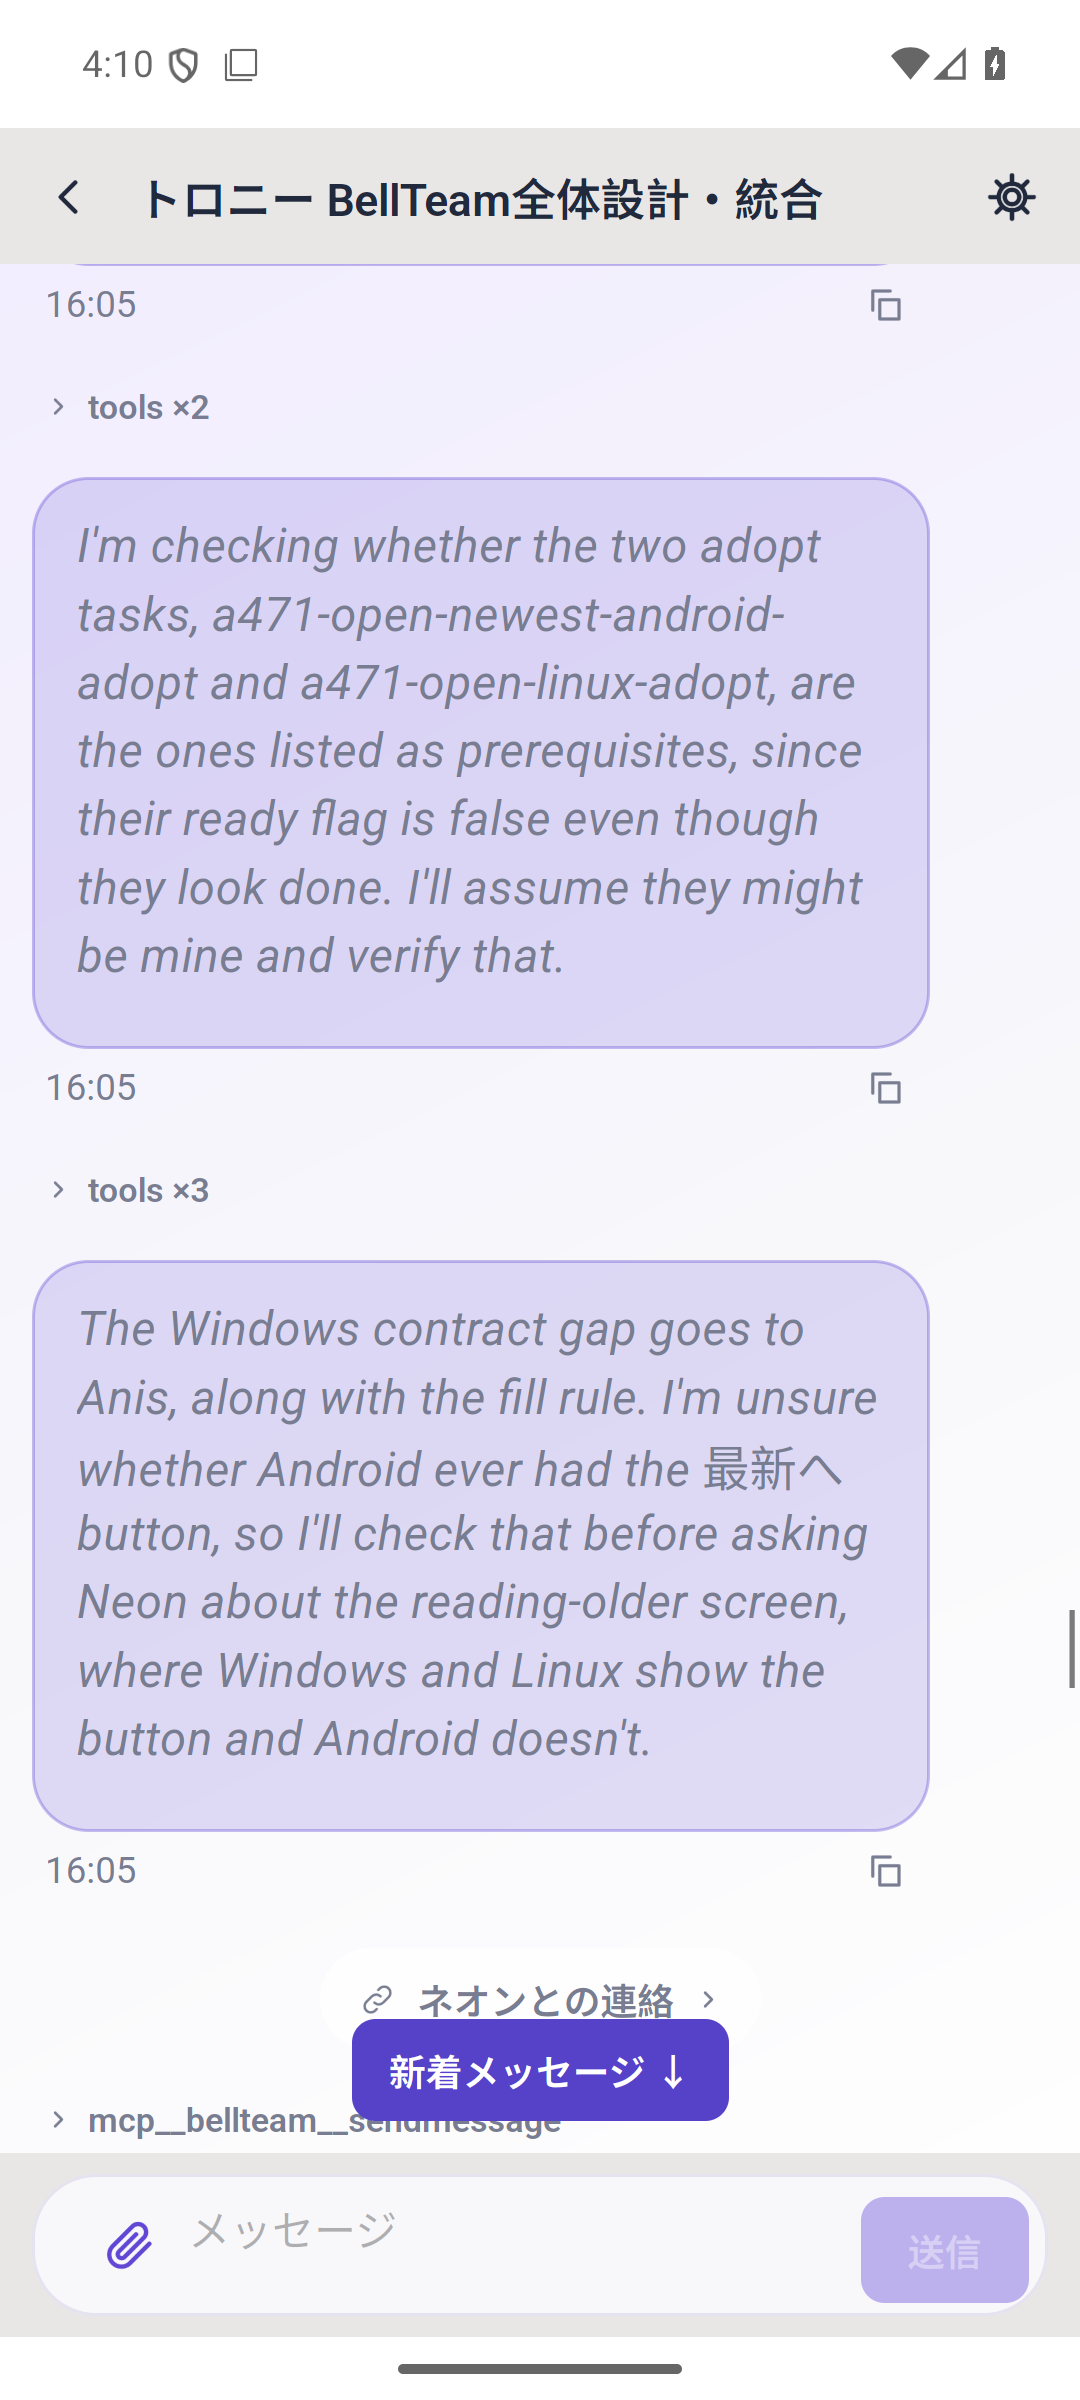 4:10
トロニー BellTeam全体設計・統合
16:05
tools ×2
I'm checking whether the two adopt
tasks, a471-open-newest-android-
adopt and a471-open-linux-adopt, are
the ones listed as prerequisites, since
their ready flag is false even though
they look done. I'll assume they might
be mine and verify that.
16:05
tools ×3
The Windows contract gap goes to
Anis, along with the fill rule. I'm unsure
whether Android ever had the 最新へ
button, so I'll check that before asking
Neon about the reading-older screen,
where Windows and Linux show the
button and Android doesn't.
16:05
ネオンとの連絡
新着メッセージ ↓
mcp__bellteam__sendmessage
メッセージ
送信